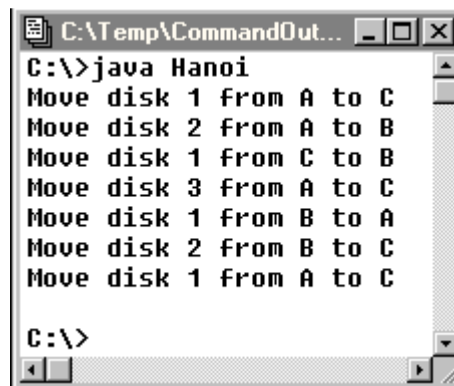 C:\Temp\CommandOut...
C:\>java Hanoi
Move disk 1 from A to C
Move disk 2 from A to B
Move disk 1 from C to B
Move disk 3 from A to C
Move disk 1 from B to A
Move disk 2 from B to C
Move disk 1 from A to C
C:\>